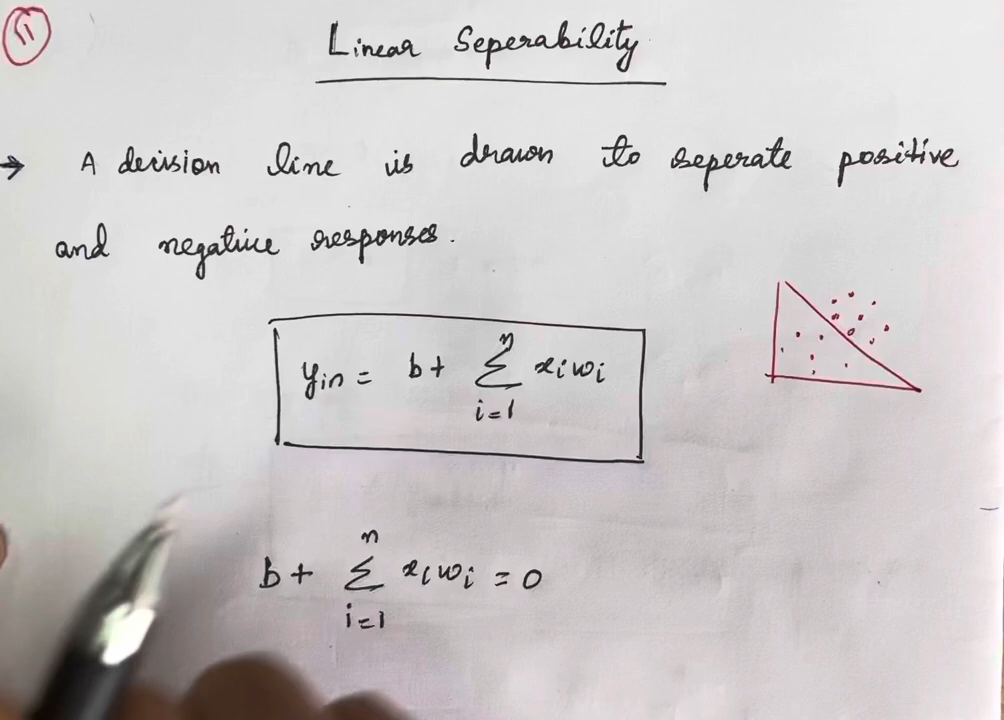 11
Linear Seperability
→ A decision line is drawn to seperate positive
and negative responses.
yin = b+ n Σ i=1 xiwi
b+ n Σ i=1 xiwi = 0